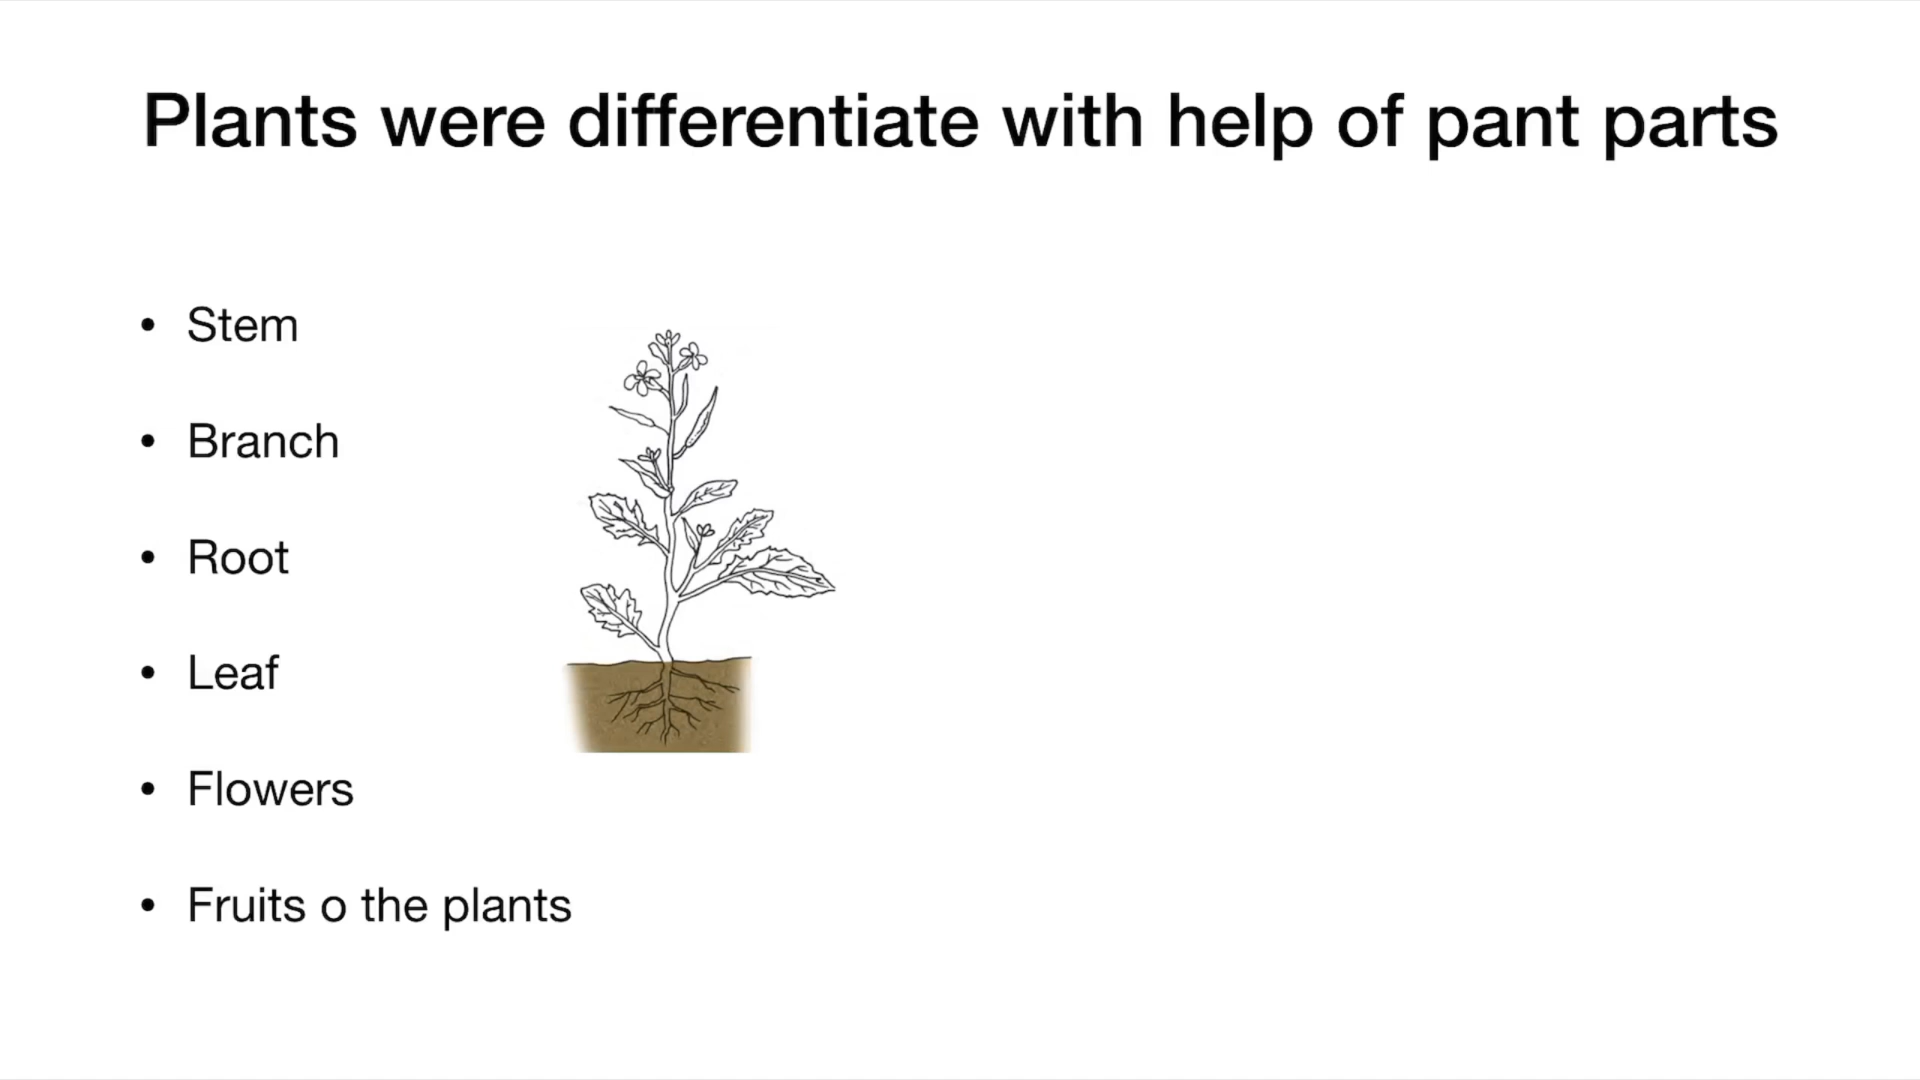 Plants were differentiate with help of pant parts
• Stem
• Branch
• Root
• Leaf
• Flowers
• Fruits o the plants